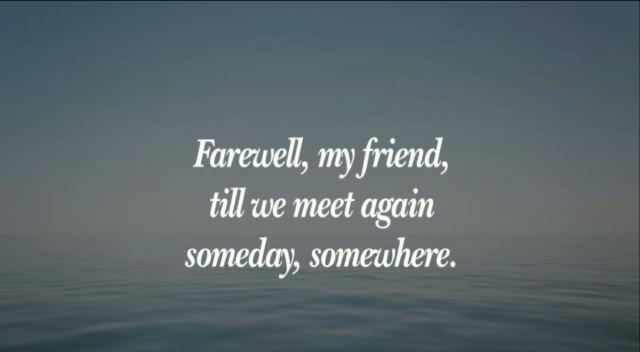 Farewell, my friend,
till we meet again
someday, somewhere.